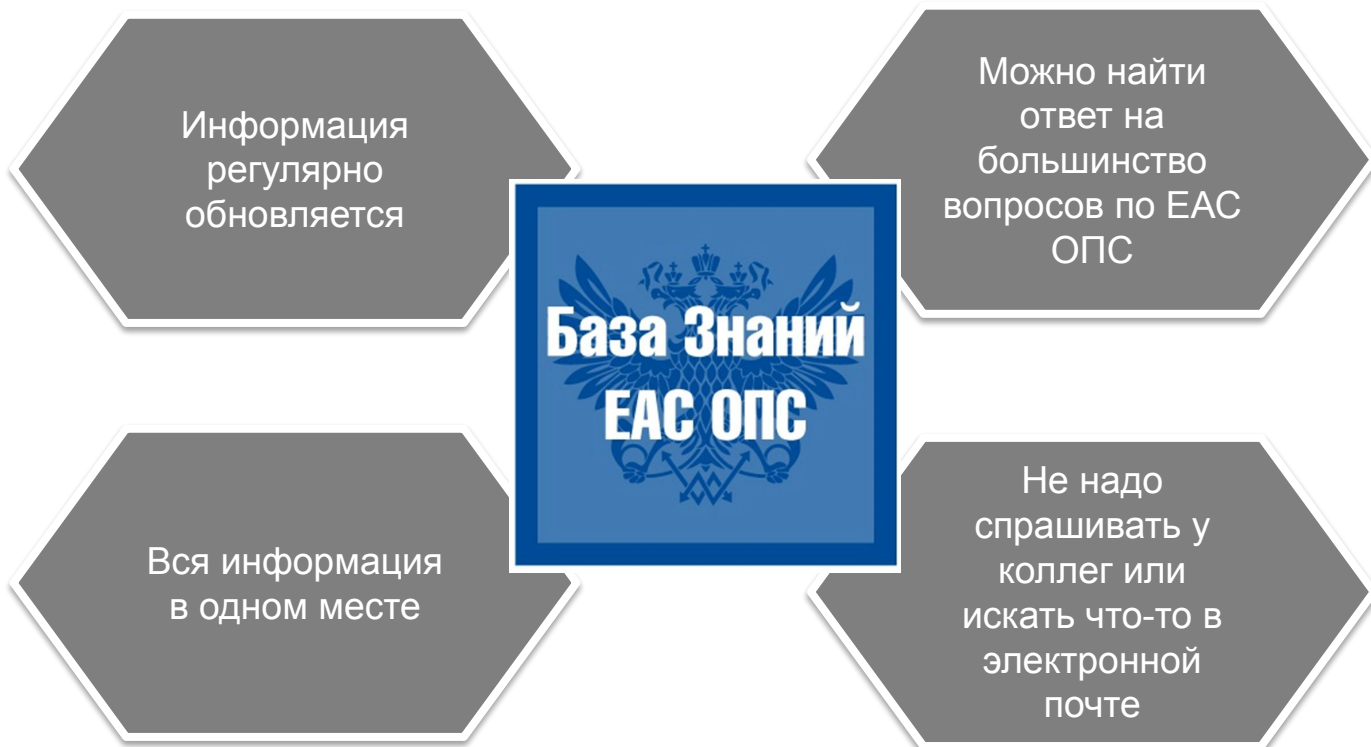 Информация
регулярно
обновляется
Можно найти
ответ на
большинство
вопросов по ЕАС
ОПС
База Знаний
ЕАС ОПС
Вся информация
в одном месте
Не надо
спрашивать у
коллег или
искать что-то в
электронной
почте